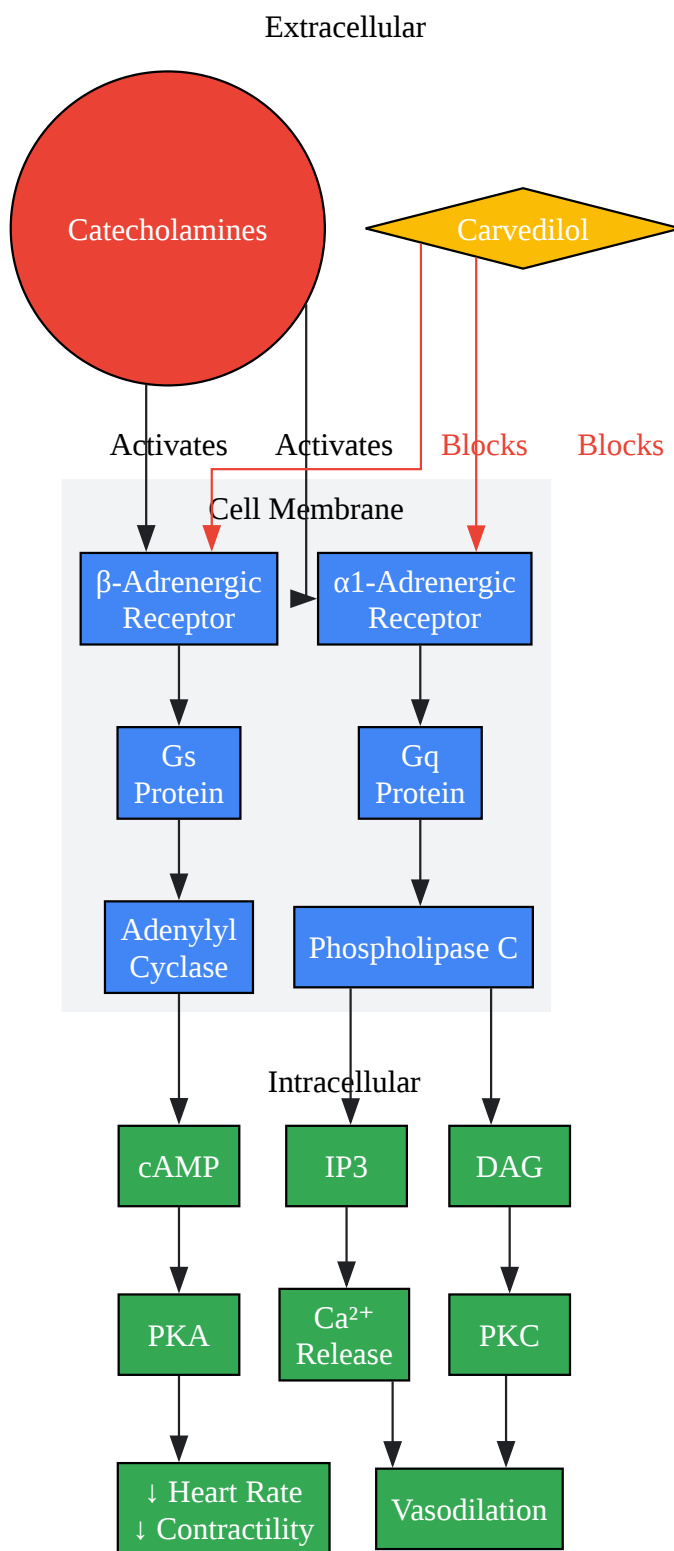 Extracellular
Catecholamines
Carvedilol
Activates
Activates
Blocks
Blocks
Cell Membrane
β-Adrenergic
Receptor
α1-Adrenergic
Receptor
Gs
Protein
Gq
Protein
Adenylyl
Cyclase
Phospholipase C
Intracellular
cAMP
IP3
DAG
PKA
Ca²⁺
Release
PKC
↓ Heart Rate
↓ Contractility
Vasodilation